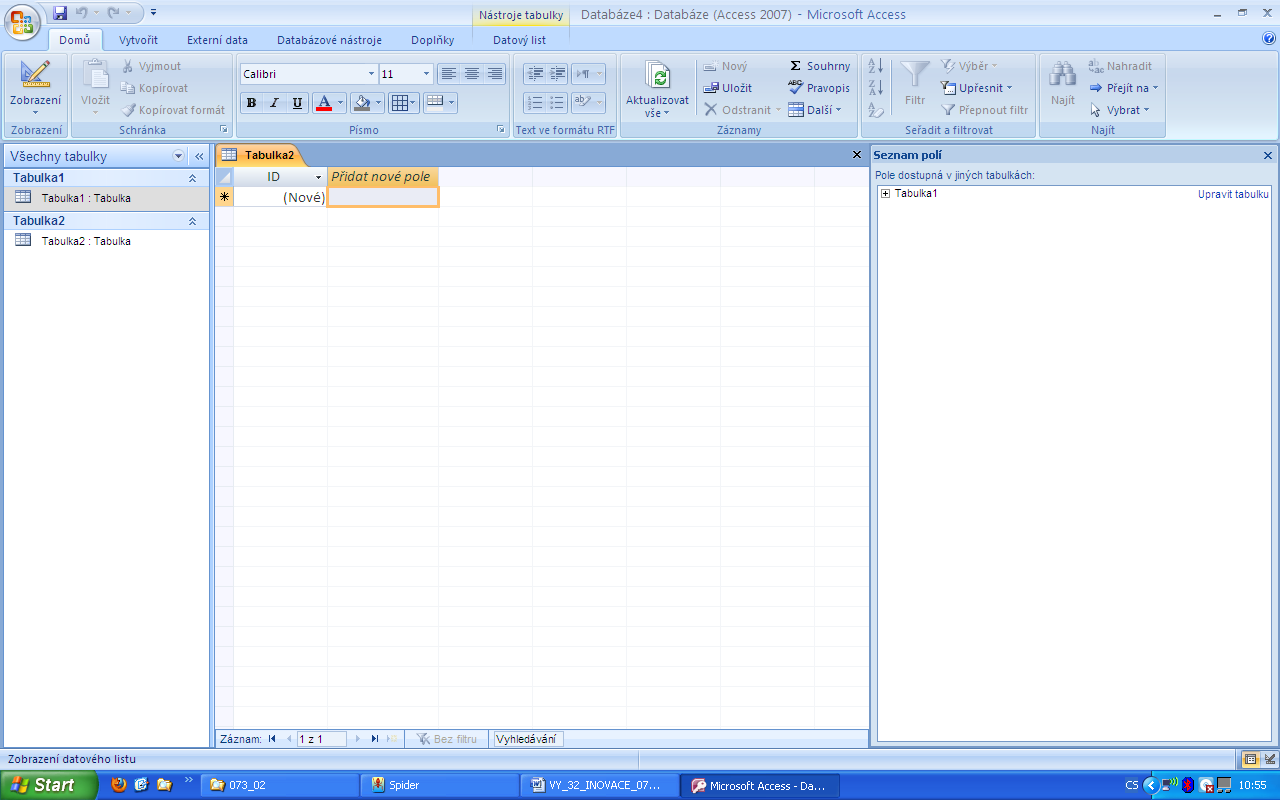 Nástroje tabulky
Databáze4 : Databáze (Access 2007) - Microsoft Access
Domů Vytvořit Externí data Databázové nástroje Doplňky Datový list
Zobrazení
Zobrazení
Vložit
Vyjmout
Kopírovat
Kopírovat formát
Schránka
Calibri 11
B I U A
Písmo
Text ve formátu RTF
Aktualizovat
vše
Nový
Uložit
Odstranit
Σ Souhrny
Pravopis
Další
Záznamy
Filtr
Výběr
Upřesnit
Přepnout filtr
Seřadit a filtrovat
Najít
Nahradit
Přejít na
Vybrat
Najít
Všechny tabulky
Tabulka1
Tabulka1 : Tabulka
Tabulka2
Tabulka2 : Tabulka
Tabulka2
ID Přidat nové pole
(Nové)
Seznam polí
Pole dostupná v jiných tabulkách:
Tabulka1 Upravit tabulku
Záznam: 1 z 1 Bez filtru Vyhledávání
Zobrazení datového listu
Start 073_02 Spider VY_32_INOVACE_07... Microsoft Access - Da... CS 10:55